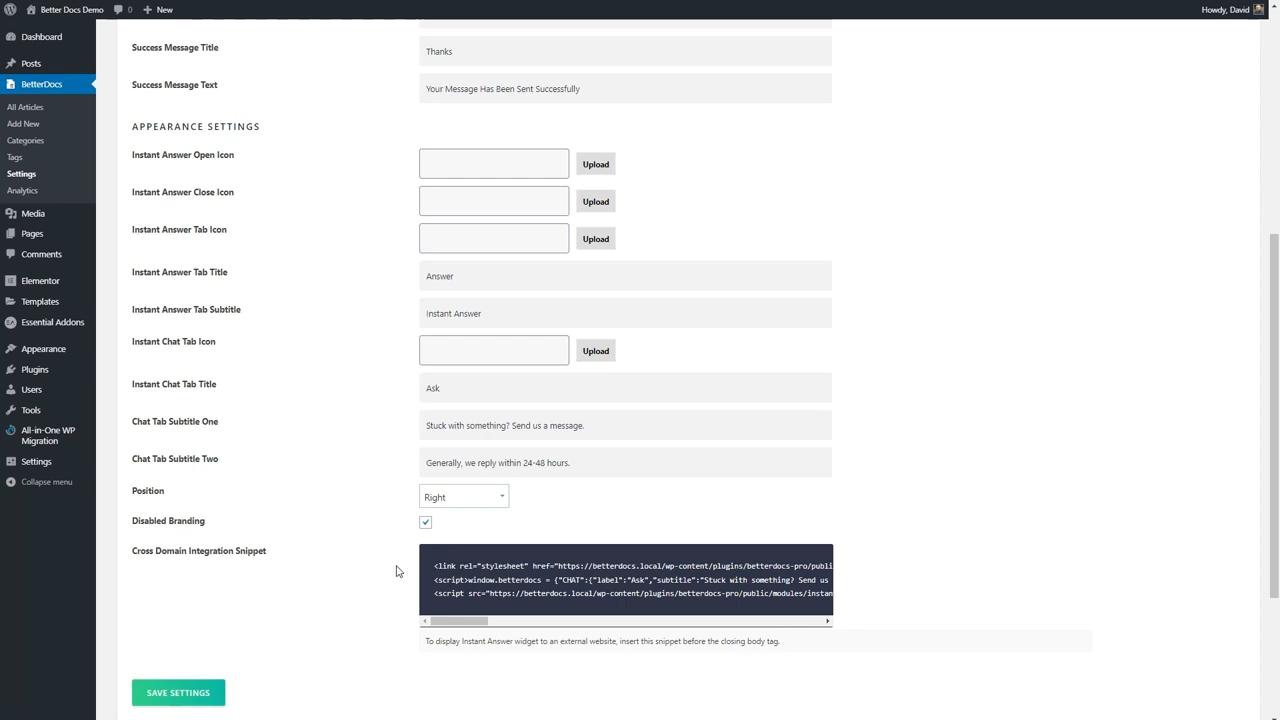 Better Docs Demo
0
New
Howdy, David
Dashboard
Posts
BetterDocs
All Articles
Add New
Categories
Tags
Settings
Analytics
Media
Pages
Comments
Elementor
Templates
EA Essential Addons
Appearance
Plugins
Users
Tools
All-in-One WP
Migration
Settings
Collapse menu
Success Message Title
Thanks
Success Message Text
Your Message Has Been Sent Successfully
APPEARANCE SETTINGS
Instant Answer Open Icon
Upload
Instant Answer Close Icon
Upload
Instant Answer Tab Icon
Upload
Instant Answer Tab Title
Answer
Instant Answer Tab Subtitle
Instant Answer
Instant Chat Tab Icon
Upload
Instant Chat Tab Title
Ask
Chat Tab Subtitle One
Stuck with something? Send us a message.
Chat Tab Subtitle Two
Generally, we reply within 24-48 hours.
Position
Right
Disabled Branding
Cross Domain Integration Snippet
<link rel="stylesheet" href="https://betterdocs.local/wp-content/plugins/betterdocs-pro/publi
<script>window.betterdocs = {"CHAT":{"label":"Ask","subtitle":"Stuck with something? Send us
<script src="https://betterdocs.local/wp-content/plugins/betterdocs-pro/public/modules/instan
To display Instant Answer widget to an external website, insert this snippet before the closing body tag.
SAVE SETTINGS